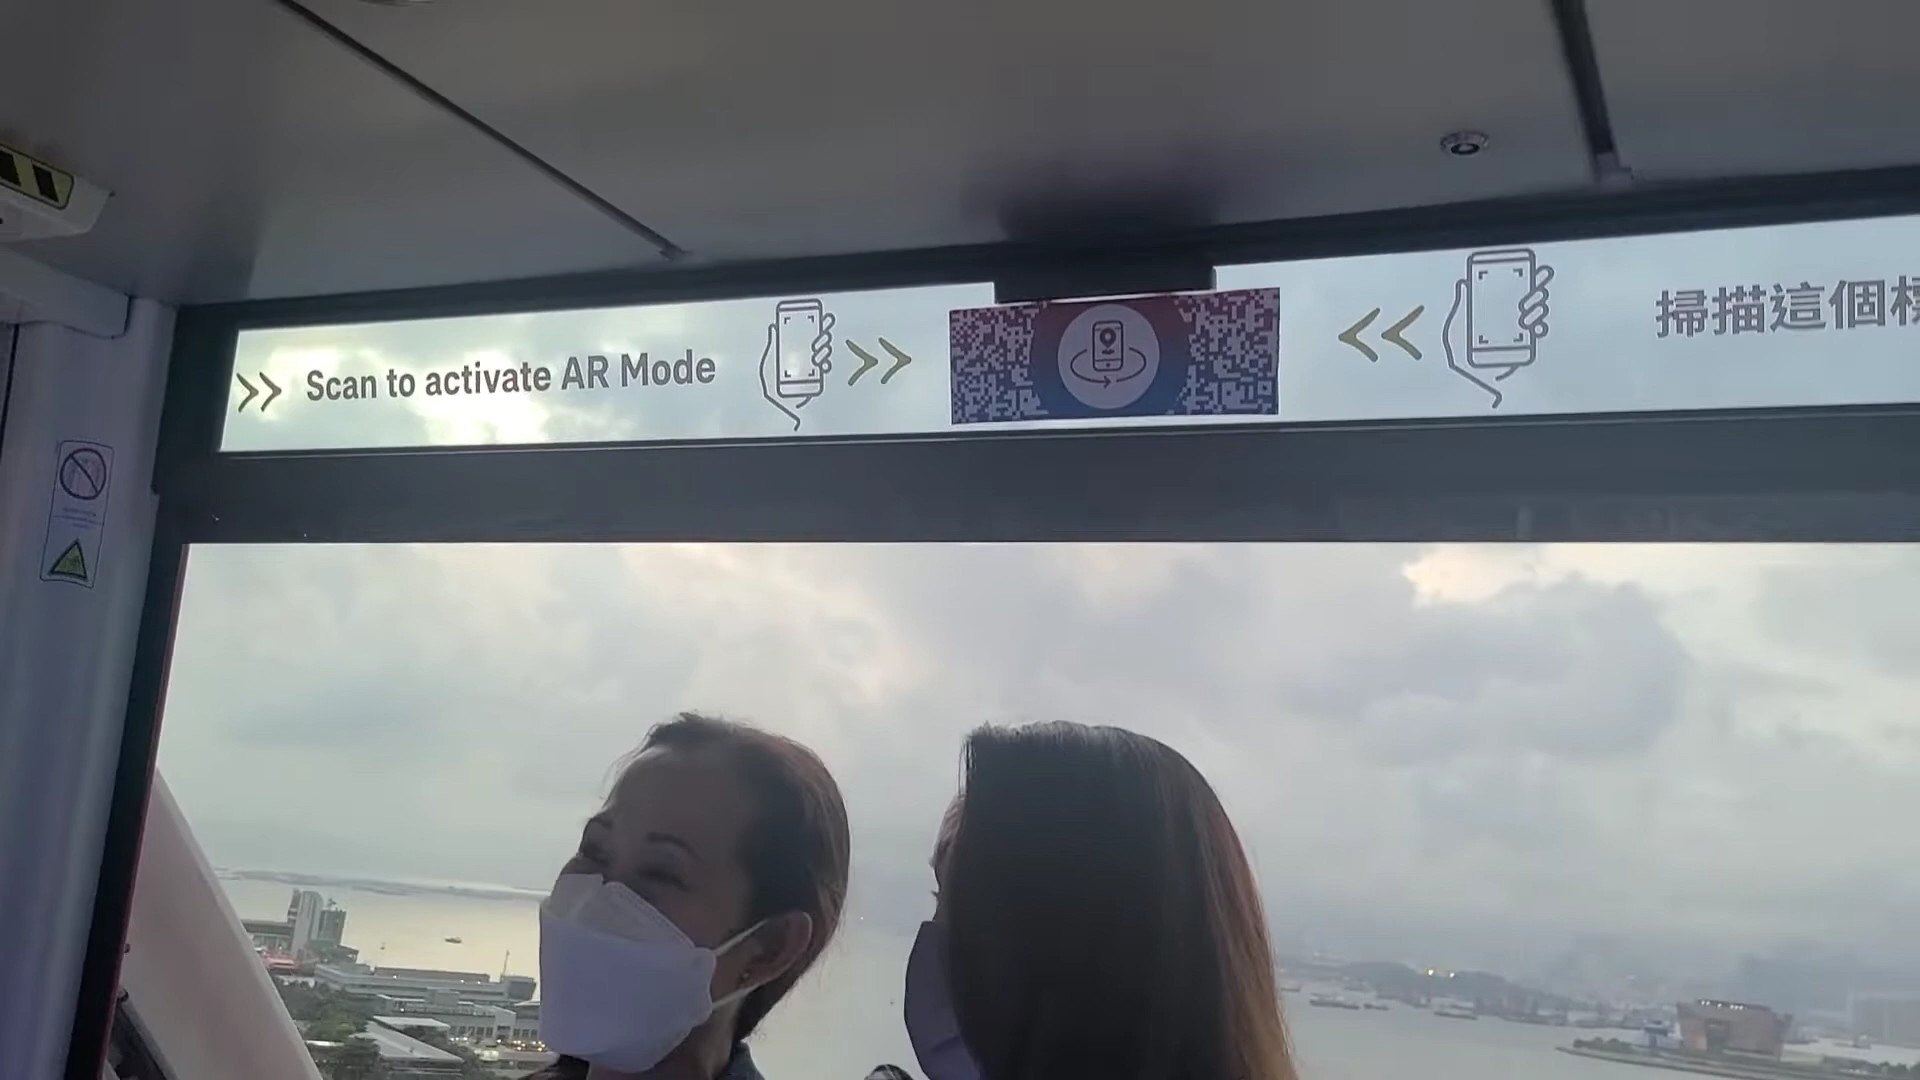 >> Scan to activate AR Mode >>
<< 掃描這個